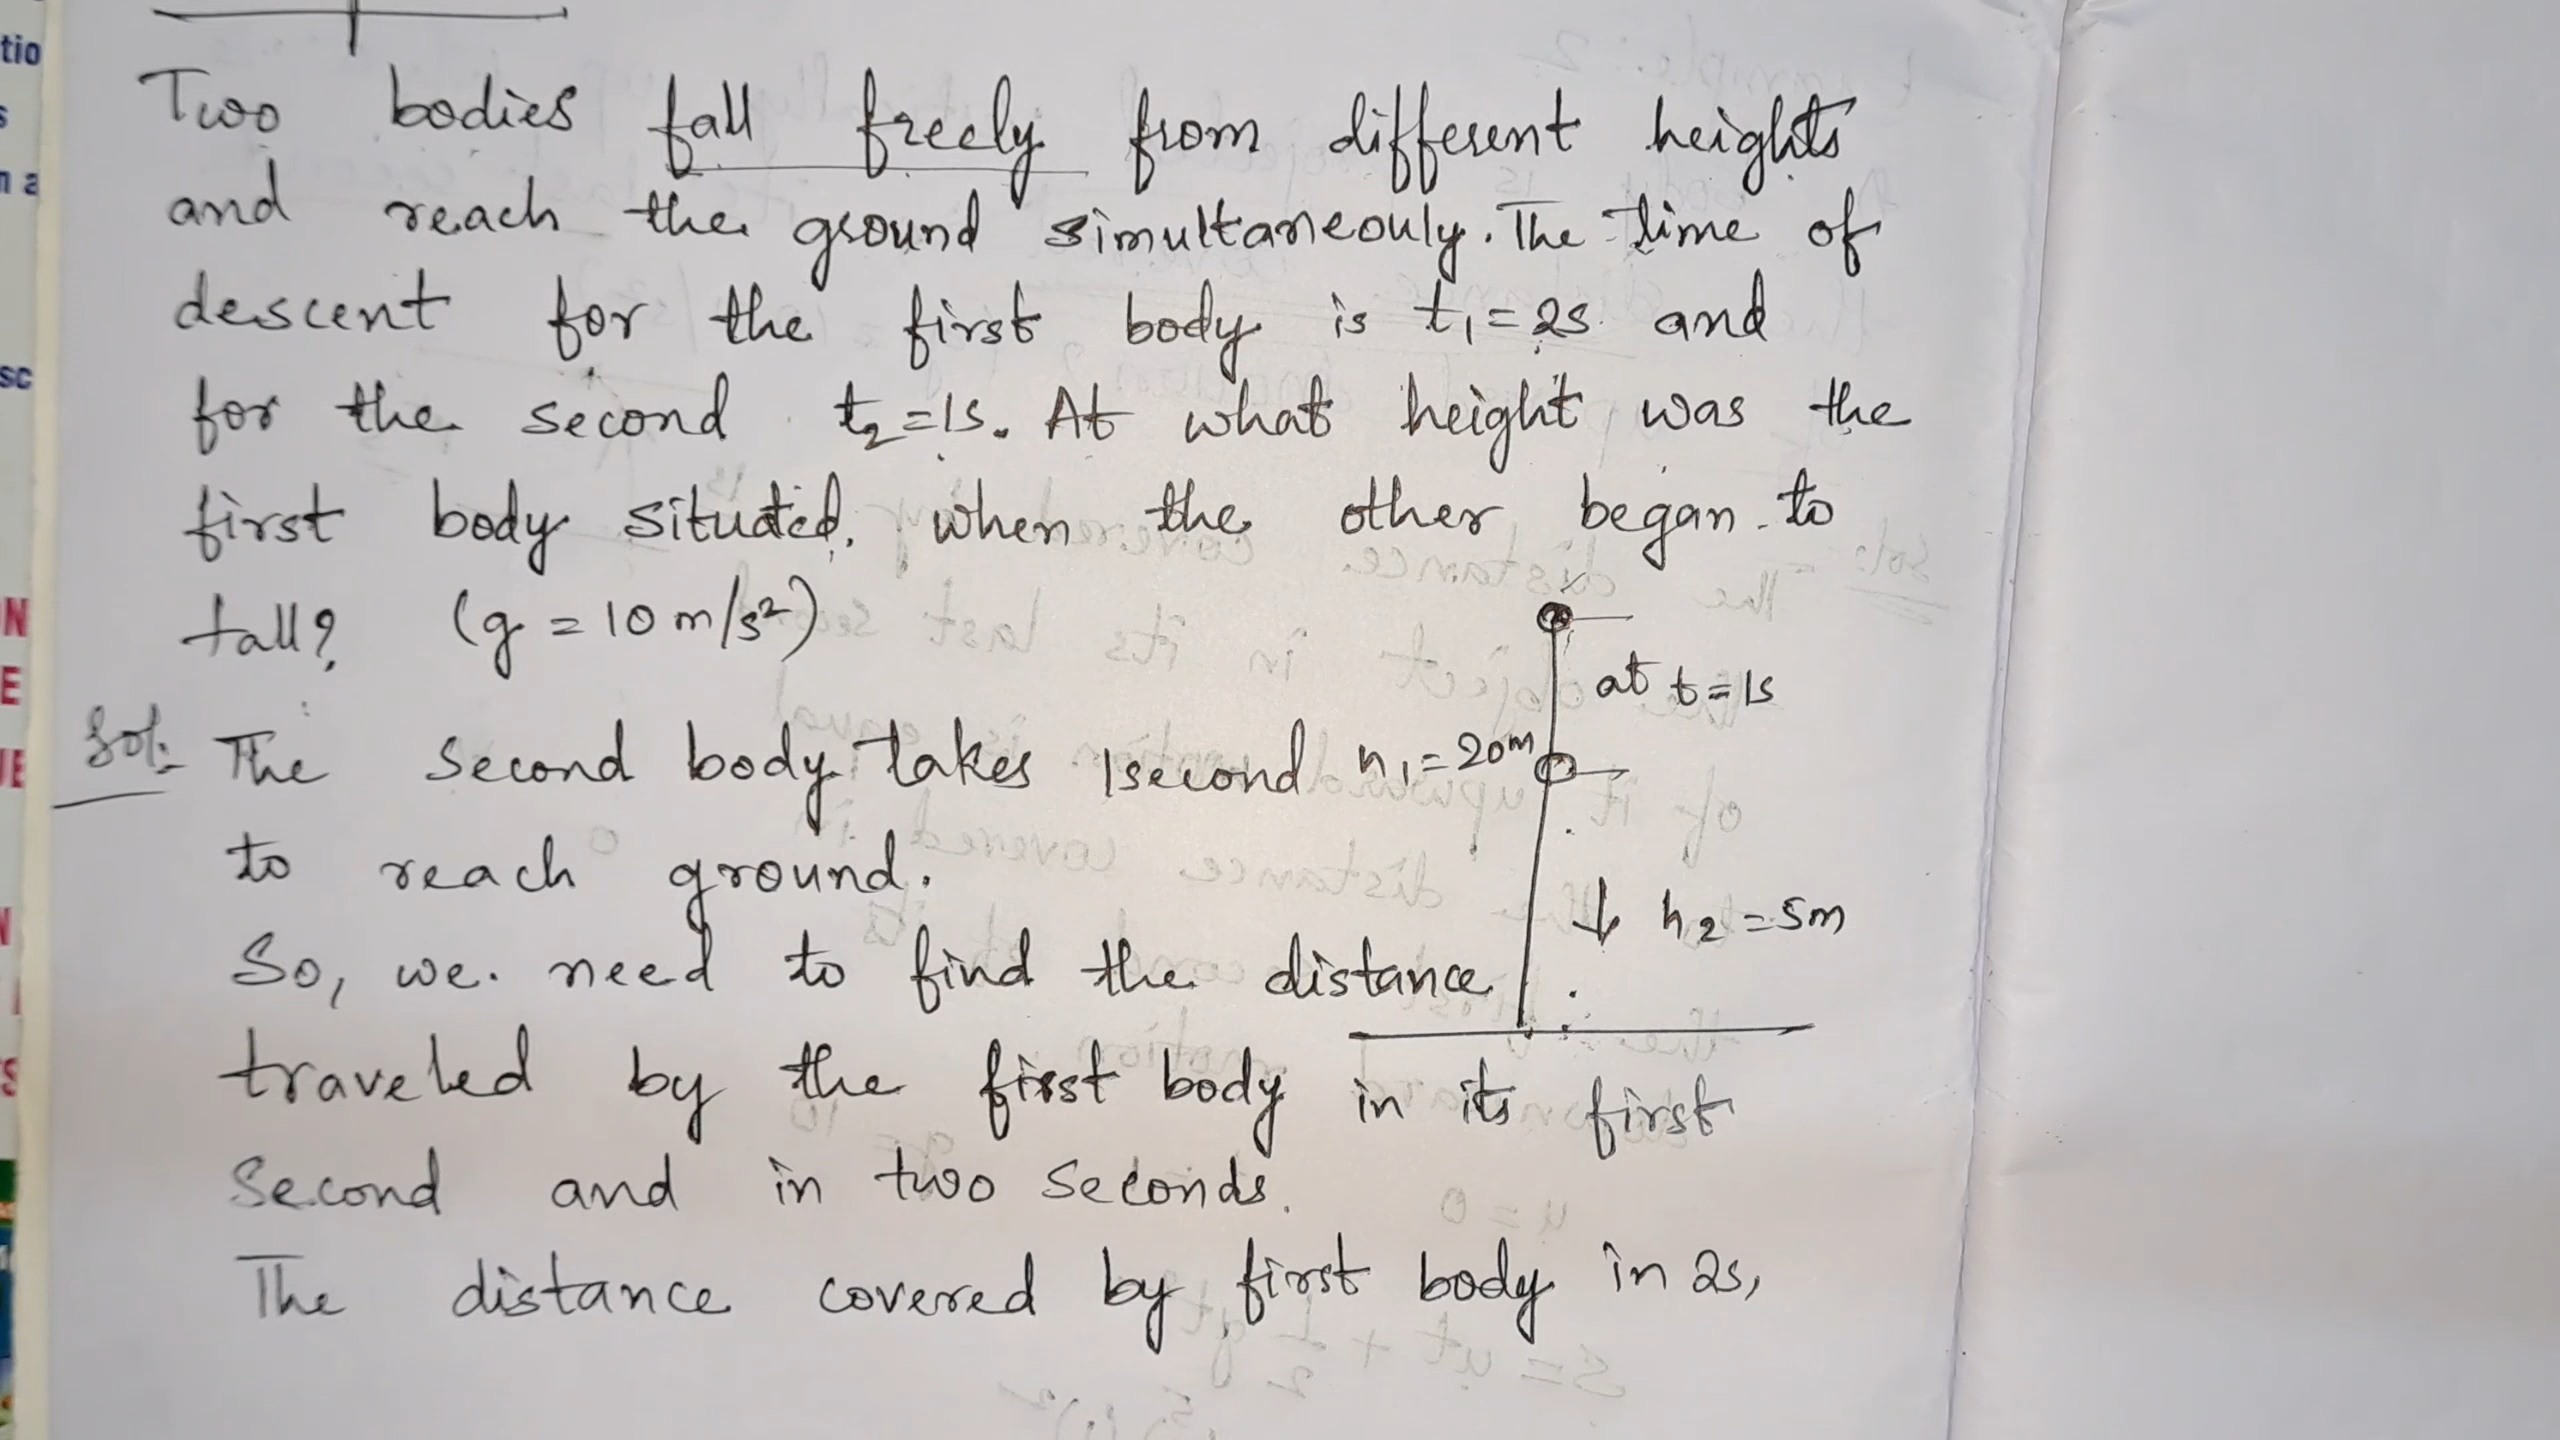 Two bodies fall freely from different heights
and reach the ground simultaneouly. The time of
descent for the first body is t₁ = 2s and
for the second t₂ = 1s. At what height was the
first body situated, when the other began to
fall? (g = 10 m/s²)
at t = 1s
Sol: The second body takes 1second
h₁ = 20m
to reach ground.
h₂ = 5m
So, we need to find the distance
traveled by the first body in its first
Second and in two seconds.
The distance covered by first body in 2s,